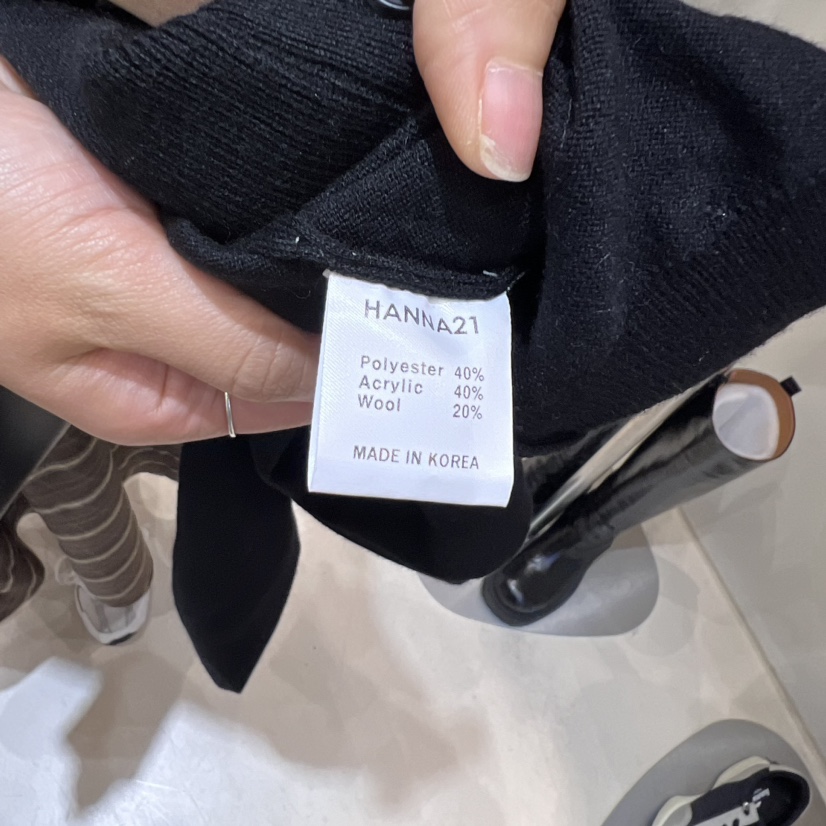 HANNA21
Polyester 40%
Acrylic 40%
Wool 20%
MADE IN KOREA